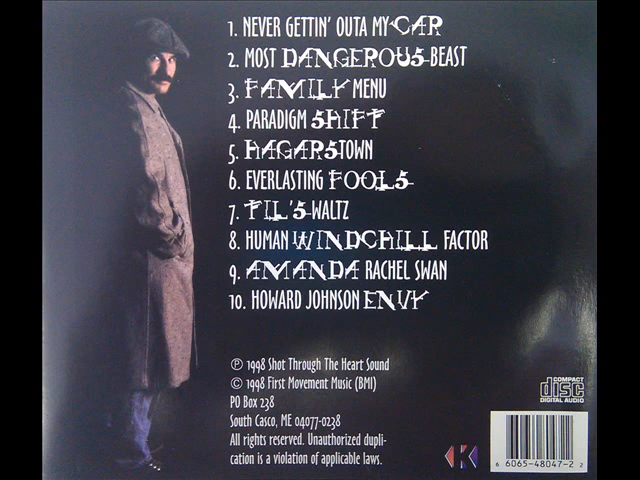 1. NEVER GETTIN' OUTA MY CAR
2. MOST DANGEROUS BEAST
3. FAMILY MENU
4. PARADIGM SHIFT
5. HAGARSTOWN
6. EVERLASTING FOOLS
7. TIL'S WALTZ
8. HUMAN WINDCHILL FACTOR
9. AMANDA RACHEL SWAN
10. HOWARD JOHNSON ENVY
℗ 1998 Shot Through The Heart Sound
© 1998 First Movement Music (BMI)
PO Box 238
South Casco, ME 04077-0238
All rights reserved. Unauthorized dupli-
cation is a violation of applicable laws.
COMPACT
disc
DIGITAL AUDIO
K
6 6065-48047-2 2